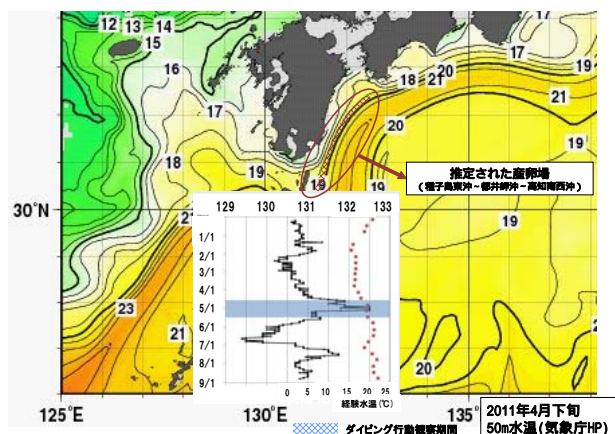 12 13 14
15
16
17
18
19
19
18 21 20
17
17
19
19
21
20
推定された産卵場
(種子島東沖-都井岬沖-高知南西沖)
30°N
129 130 131 132 133
1/1
2/1
3/1
4/1
5/1
6/1
7/1
8/1
9/1
0 5 10 15 20 25
経験水温(℃)
23
21
19
19
20
20
125°E
130°E
135°
ダイビング行動観察期間
2011年4月下旬
50m水温(気象庁HP)